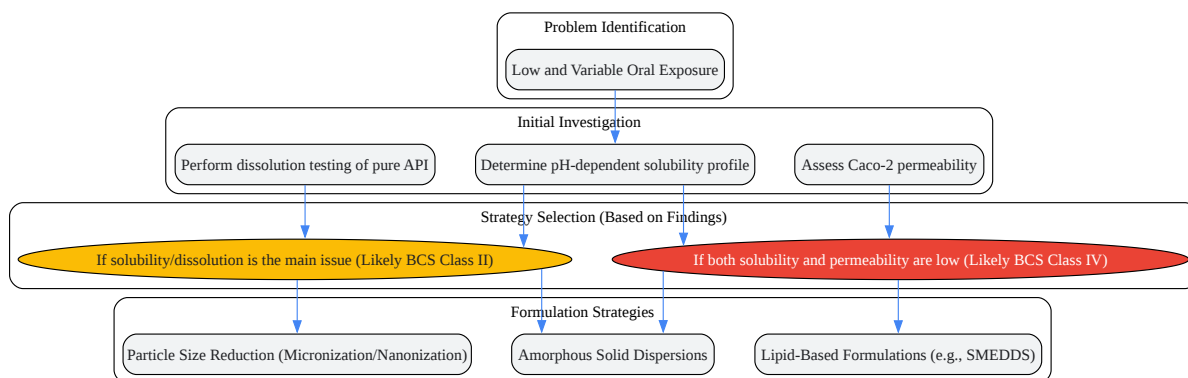 Problem Identification
Low and Variable Oral Exposure
Initial Investigation
Perform dissolution testing of pure API
Determine pH-dependent solubility profile
Assess Caco-2 permeability
Strategy Selection (Based on Findings)
If solubility/dissolution is the main issue (Likely BCS Class II)
If both solubility and permeability are low (Likely BCS Class IV)
Formulation Strategies
Particle Size Reduction (Micronization/Nanonization)
Amorphous Solid Dispersions
Lipid-Based Formulations (e.g., SMEDDS)